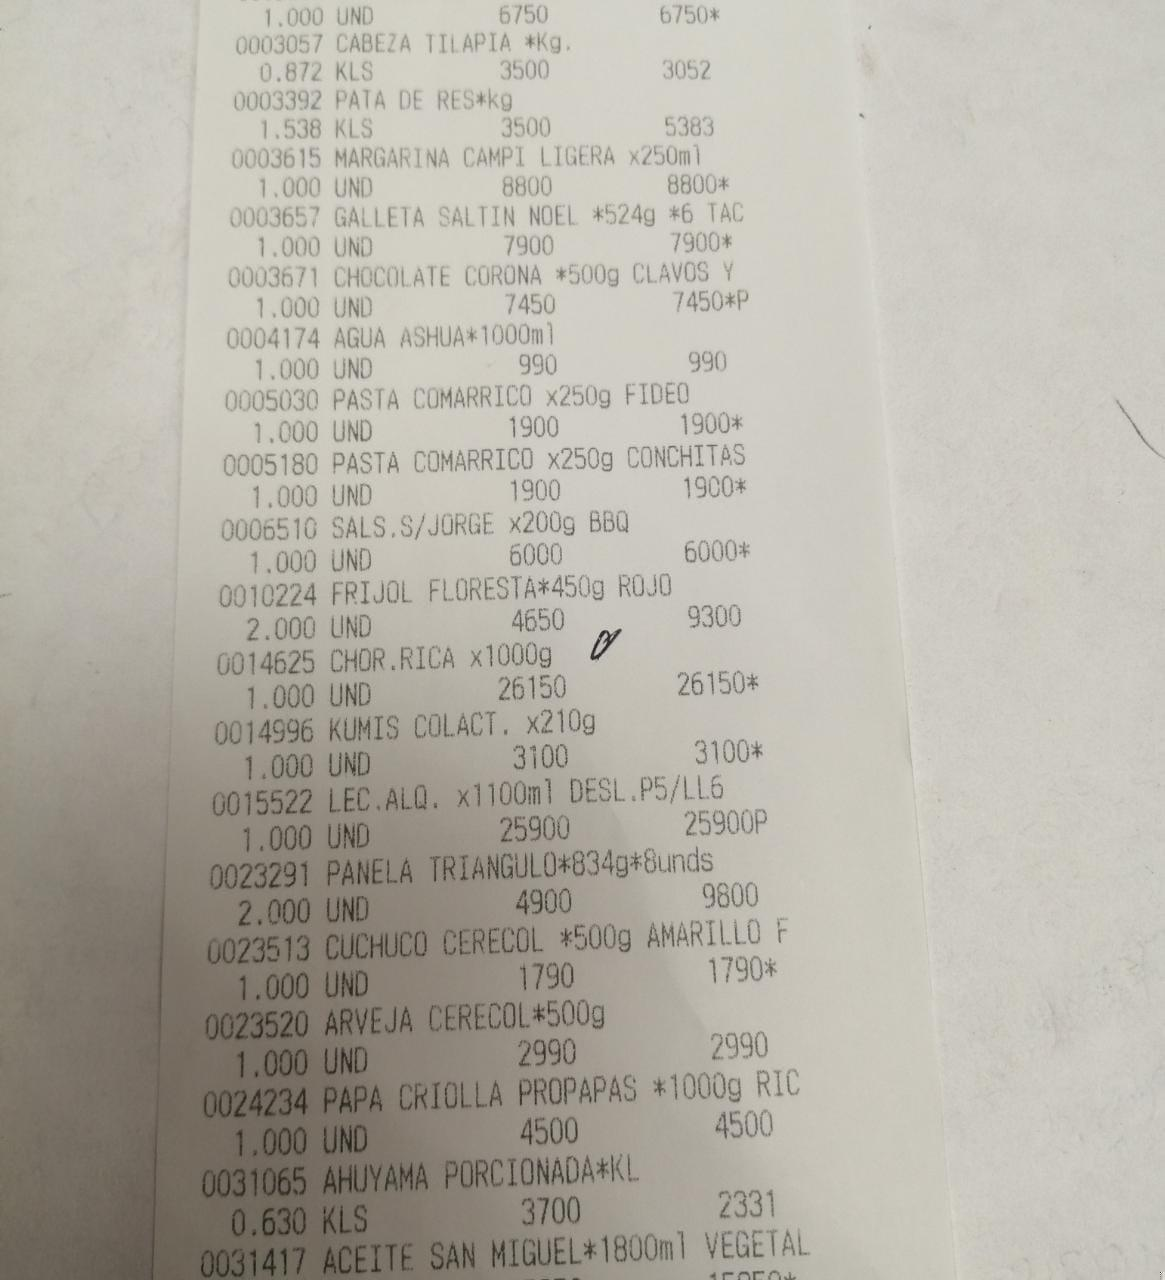 1.000 UND 6750 6750*
0003057 CABEZA TILAPIA *Kg.
0.872 KLS 3500 3052
0003392 PATA DE RES*kg
1.538 KLS 3500 5383
0003615 MARGARINA CAMPI LIGERA x250ml
1.000 UND 8800 8800*
0003657 GALLETA SALTIN NOEL *524g *6 TAC
1.000 UND 7900 7900*
0003671 CHOCOLATE CORONA *500g CLAVOS Y
1.000 UND 7450 7450*P
0004174 AGUA ASHUA*1000ml
1.000 UND 990 990
0005030 PASTA COMARRICO x250g FIDEO
1.000 UND 1900 1900*
0005180 PASTA COMARRICO x250g CONCHITAS
1.000 UND 1900 1900*
0006510 SALS.S/JORGE x200g BBQ
1.000 UND 6000 6000*
0010224 FRIJOL FLORESTA*450g ROJO
2.000 UND 4650 9300
0014625 CHOR.RICA x1000g
1.000 UND 26150 26150*
0014996 KUMIS COLACT. x210g
1.000 UND 3100 3100*
0015522 LEC.ALQ. x1100ml DESL.P5/LL6
1.000 UND 25900 25900P
0023291 PANELA TRIANGULO*834g*8unds
2.000 UND 4900 9800
0023513 CUCHUCO CERECOL *500g AMARILLO F
1.000 UND 1790 1790*
0023520 ARVEJA CERECOL*500g
1.000 UND 2990 2990
0024234 PAPA CRIOLLA PROPAPAS *1000g RIC
1.000 UND 4500 4500
0031065 AHUYAMA PORCIONADA*KL
0.630 KLS 3700 2331
0031417 ACEITE SAN MIGUEL*1800ml VEGETAL